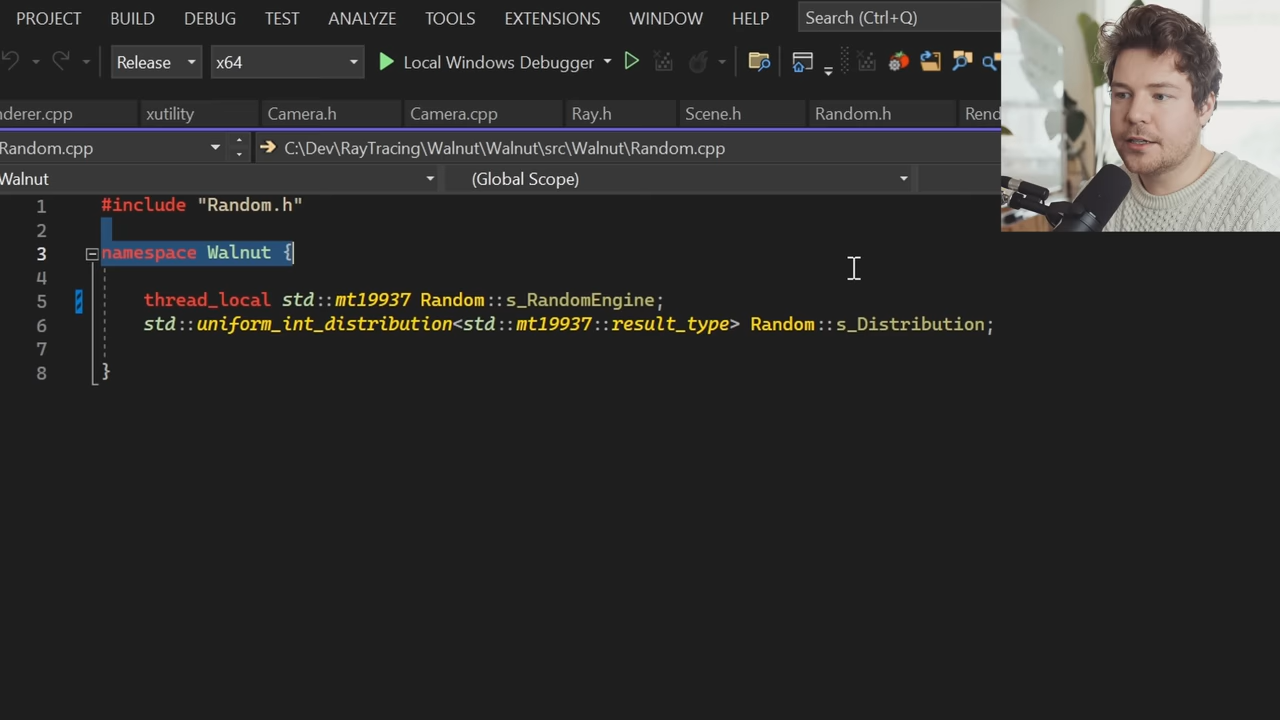 PROJECT BUILD DEBUG TEST ANALYZE TOOLS EXTENSIONS WINDOW HELP Search (Ctrl+Q)
Release x64 Local Windows Debugger
nderer.cpp xutility Camera.h Camera.cpp Ray.h Scene.h Random.h Rend
Random.cpp C:\Dev\RayTracing\Walnut\Walnut\src\Walnut\Random.cpp
Walnut (Global Scope)
1 #include "Random.h"
2
3 namespace Walnut {
4
5 thread_local std::mt19937 Random::s_RandomEngine;
6 std::uniform_int_distribution<std::mt19937::result_type> Random::s_Distribution;
7
8 }